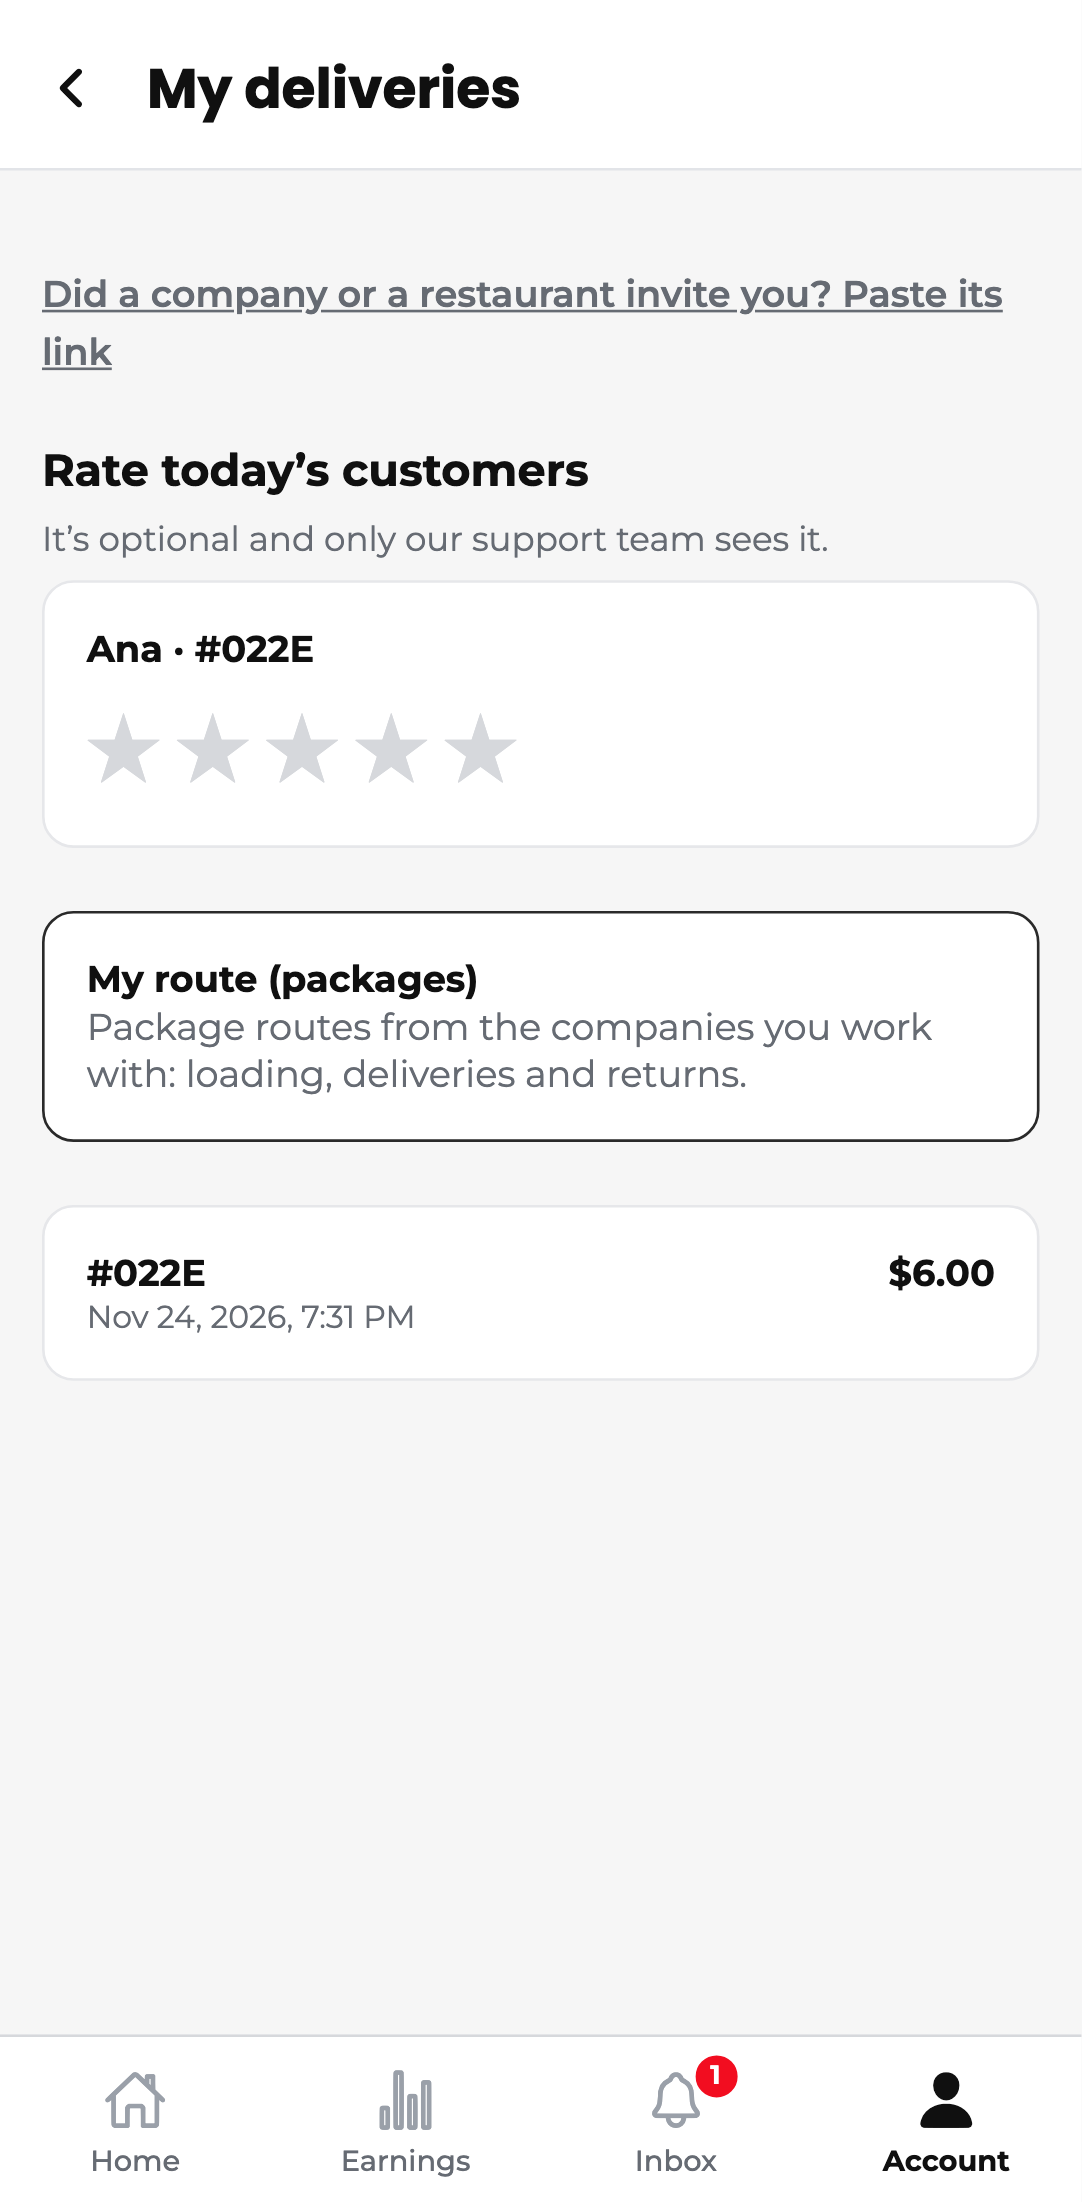 My deliveries
Did a company or a restaurant invite you? Paste its
link
Rate today’s customers
It’s optional and only our support team sees it.
Ana · #022E
My route (packages)
Package routes from the companies you work
with: loading, deliveries and returns.
#022E
$6.00
Nov 24, 2026, 7:31 PM
1
Home
Earnings
Inbox
Account